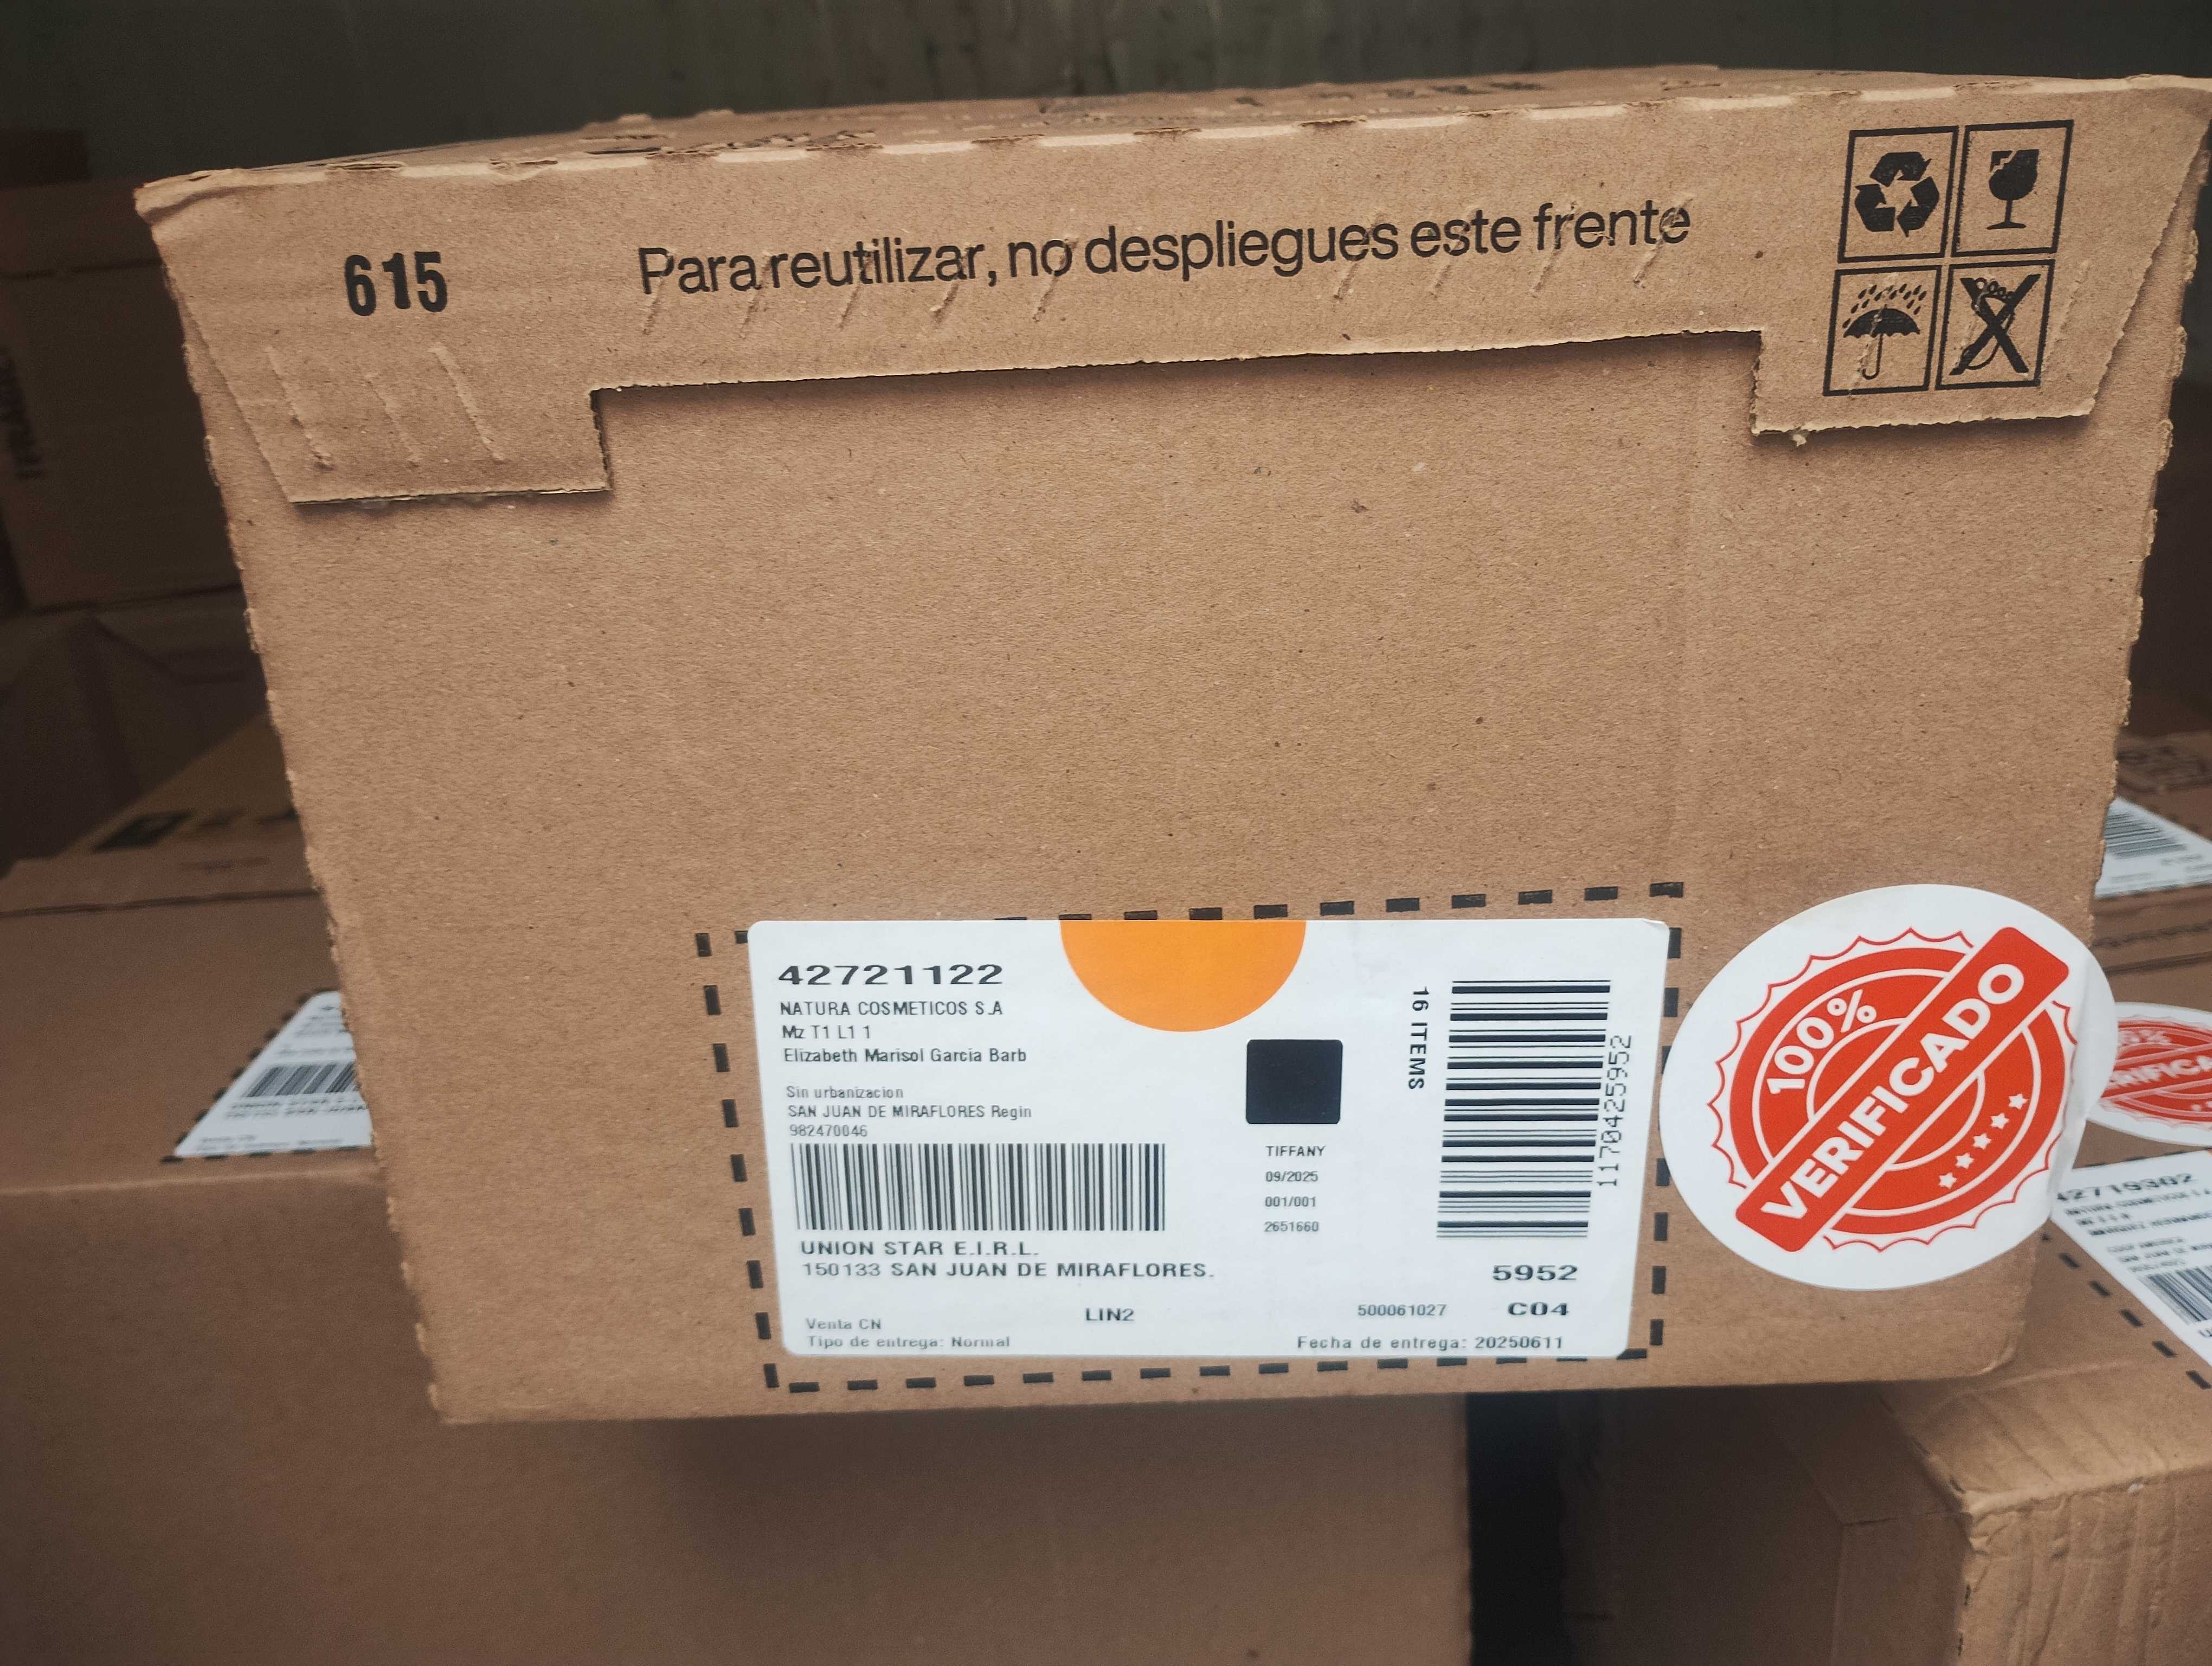 615
Para reutilizar, no despliegues este frente
42721122
NATURA COSMETICOS S.A
Mz T1 L1 1
Elizabeth Marisol Garcia Barb
Sin urbanizacion
SAN JUAN DE MIRAFLORES Regin
982470046
UNION STAR E.I.R.L.
150133 SAN JUAN DE MIRAFLORES.
Venta CN
Tipo de entrega: Normal
LIN2
TIFFANY
09/2025
001/001
2651660
16 ITEMS
1170425952
5952
500061027 C04
Fecha de entrega: 20250611
100%
VERIFICADO
42719302